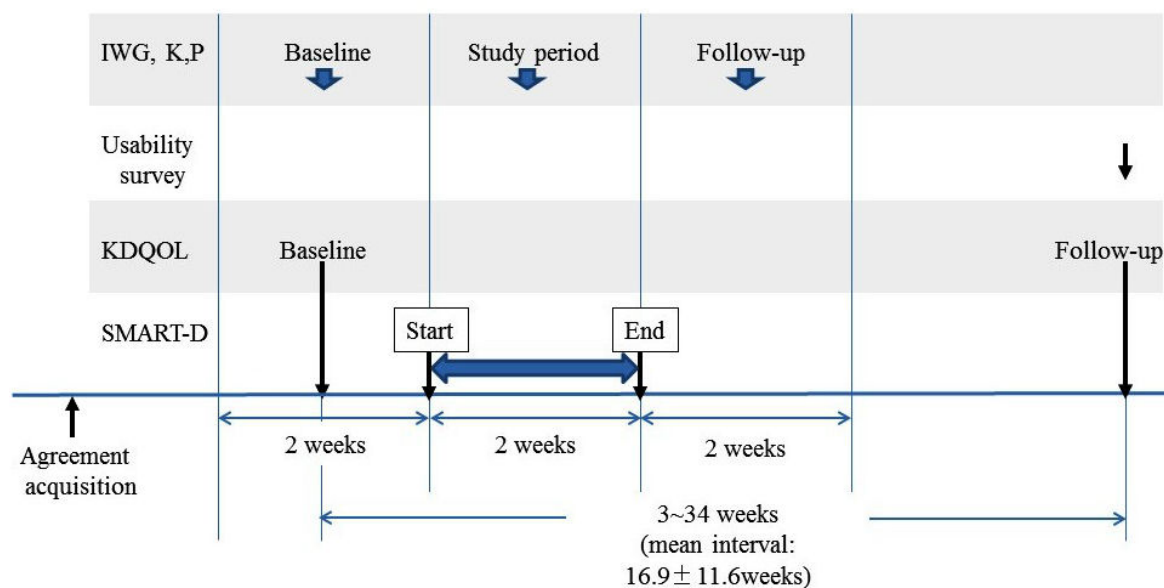 IWG, K,P Baseline Study period Follow-up
Usability
survey
KDQOL Baseline Follow-up
SMART-D Start End
2 weeks 2 weeks 2 weeks
Agreement
acquisition
3~34 weeks
(mean interval:
16.9± 11.6weeks)